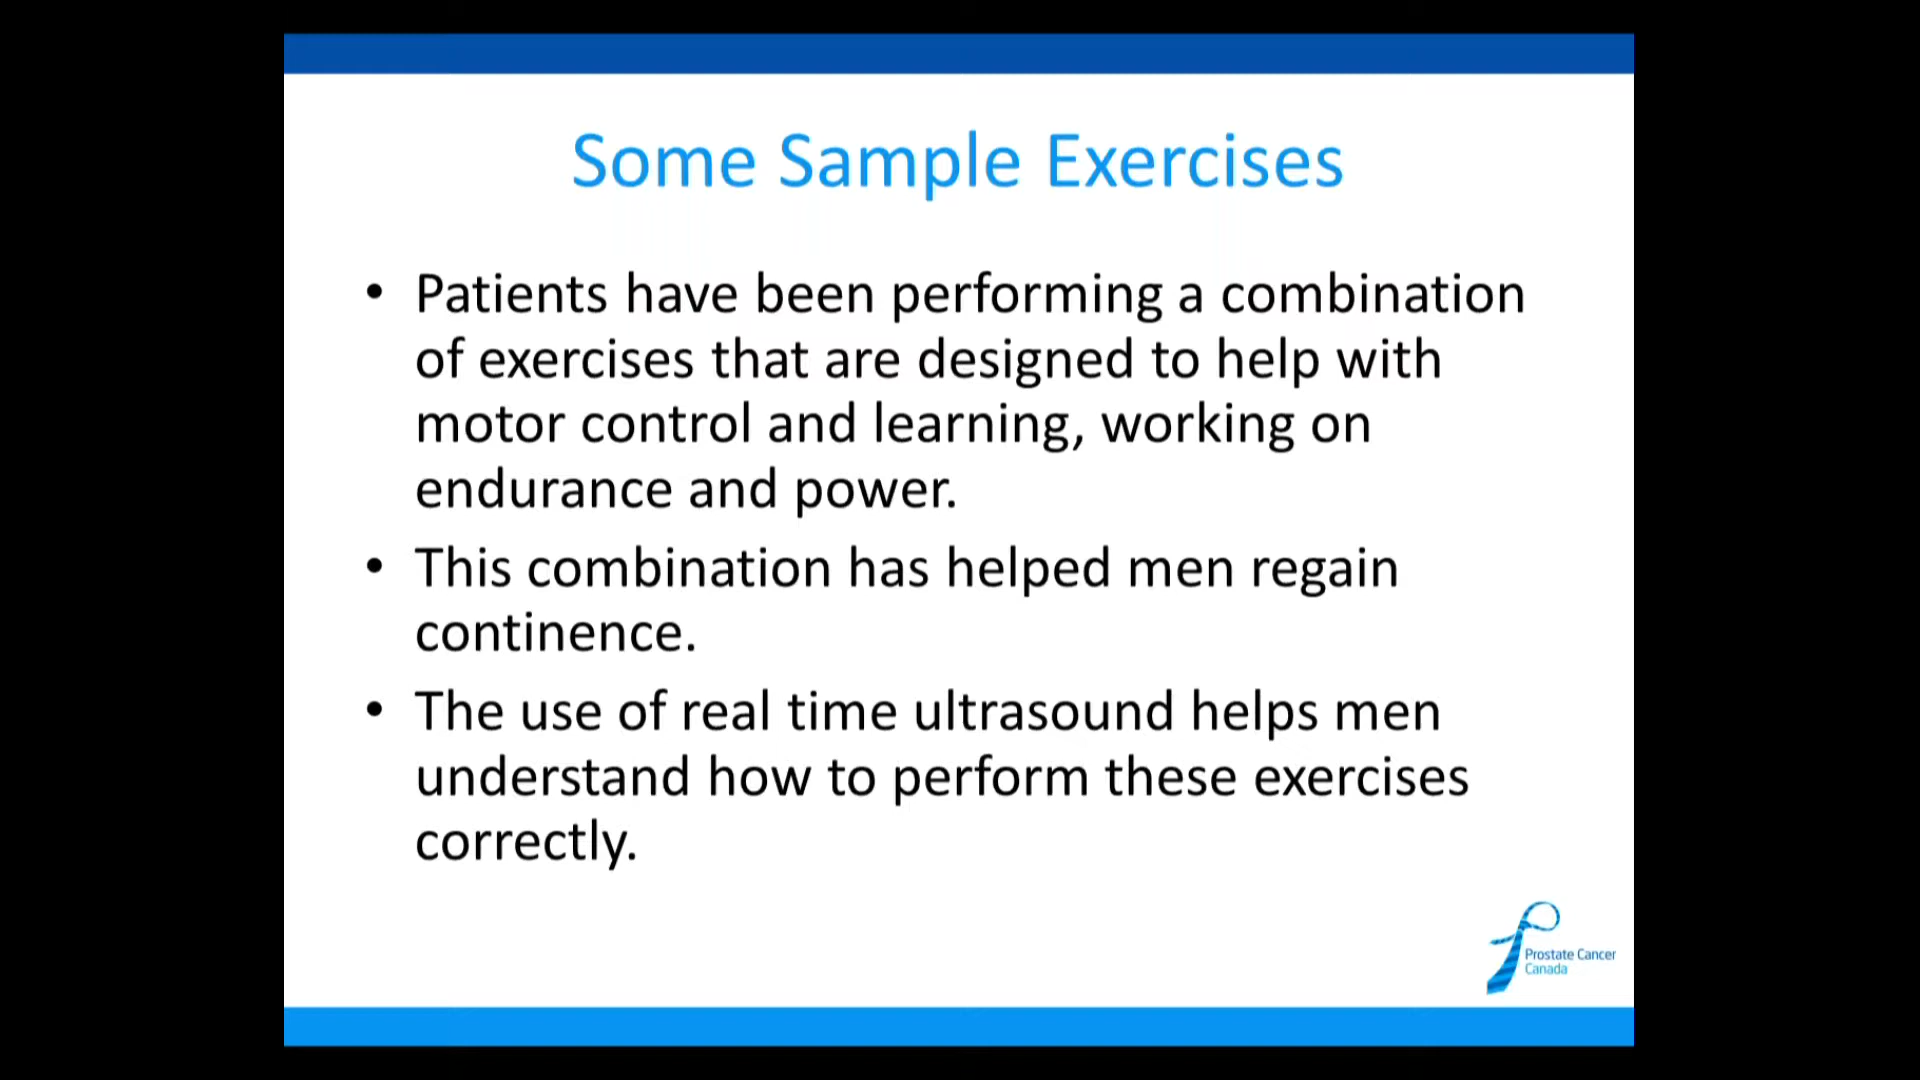 Some Sample Exercises
• Patients have been performing a combination
of exercises that are designed to help with
motor control and learning, working on
endurance and power.
• This combination has helped men regain
continence.
• The use of real time ultrasound helps men
understand how to perform these exercises
correctly.
Prostate Cancer
Canada